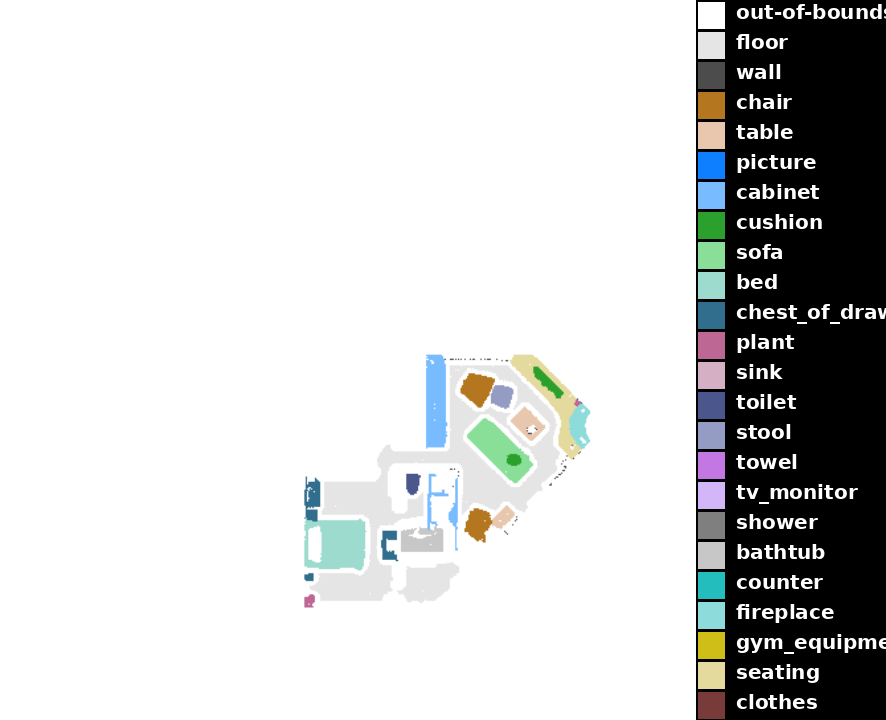 out-of-bounds
floor
wall
chair
table
picture
cabinet
cushion
sofa
bed
chest_of_draw
plant
sink
toilet
stool
towel
tv_monitor
shower
bathtub
counter
fireplace
gym_equipme
seating
clothes